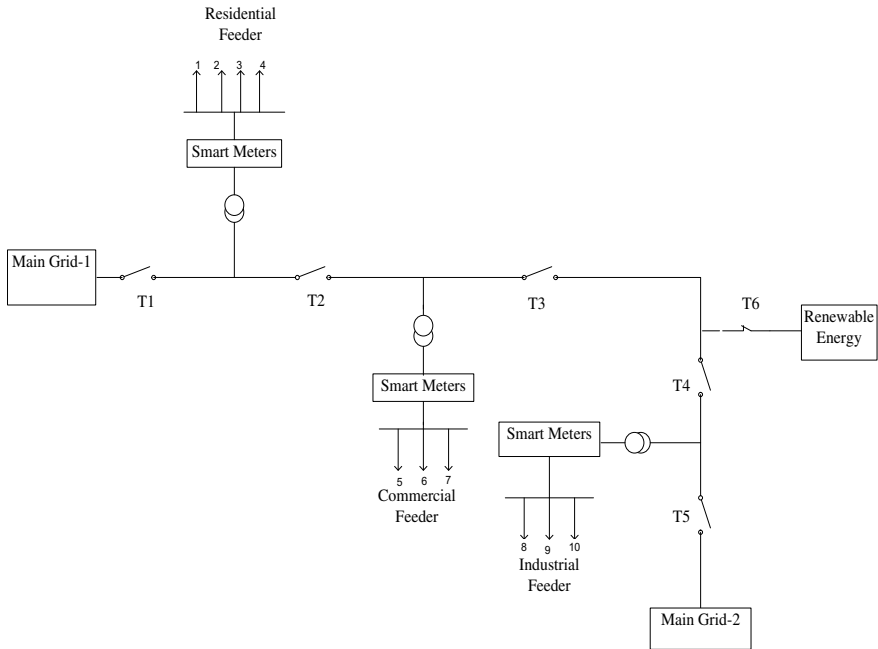 Residential
Feeder
1 2 3 4
Smart Meters
Main Grid-1
T1
T2
T3
T6
Renewable
Energy
T4
Smart Meters
5 6 7
Commercial
Feeder
Smart Meters
8 9 10
Industrial
Feeder
T5
Main Grid-2